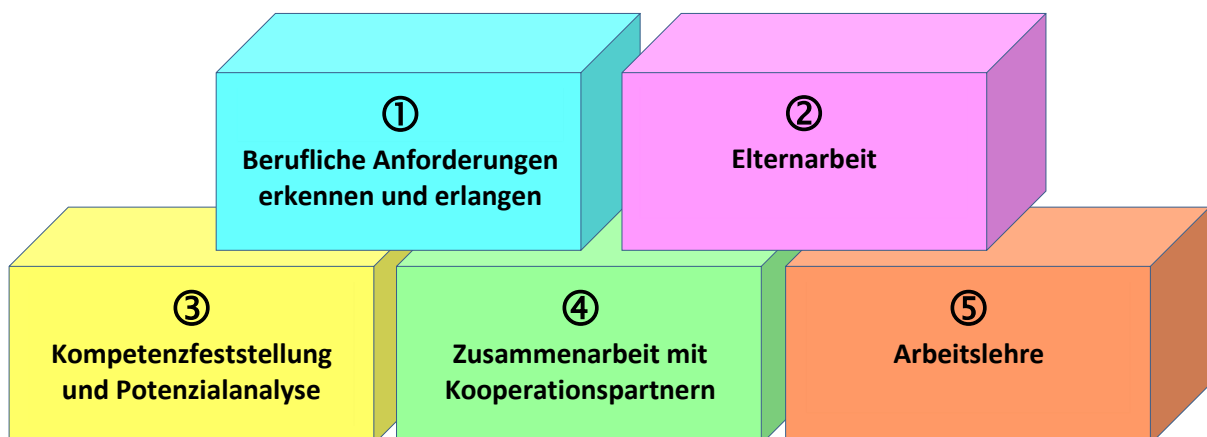 ①
Berufliche Anforderungen
erkennen und erlangen
②
Elternarbeit
③
Kompetenzfeststellung
und Potenzialanalyse
④
Zusammenarbeit mit
Kooperationspartnern
⑤
Arbeitslehre